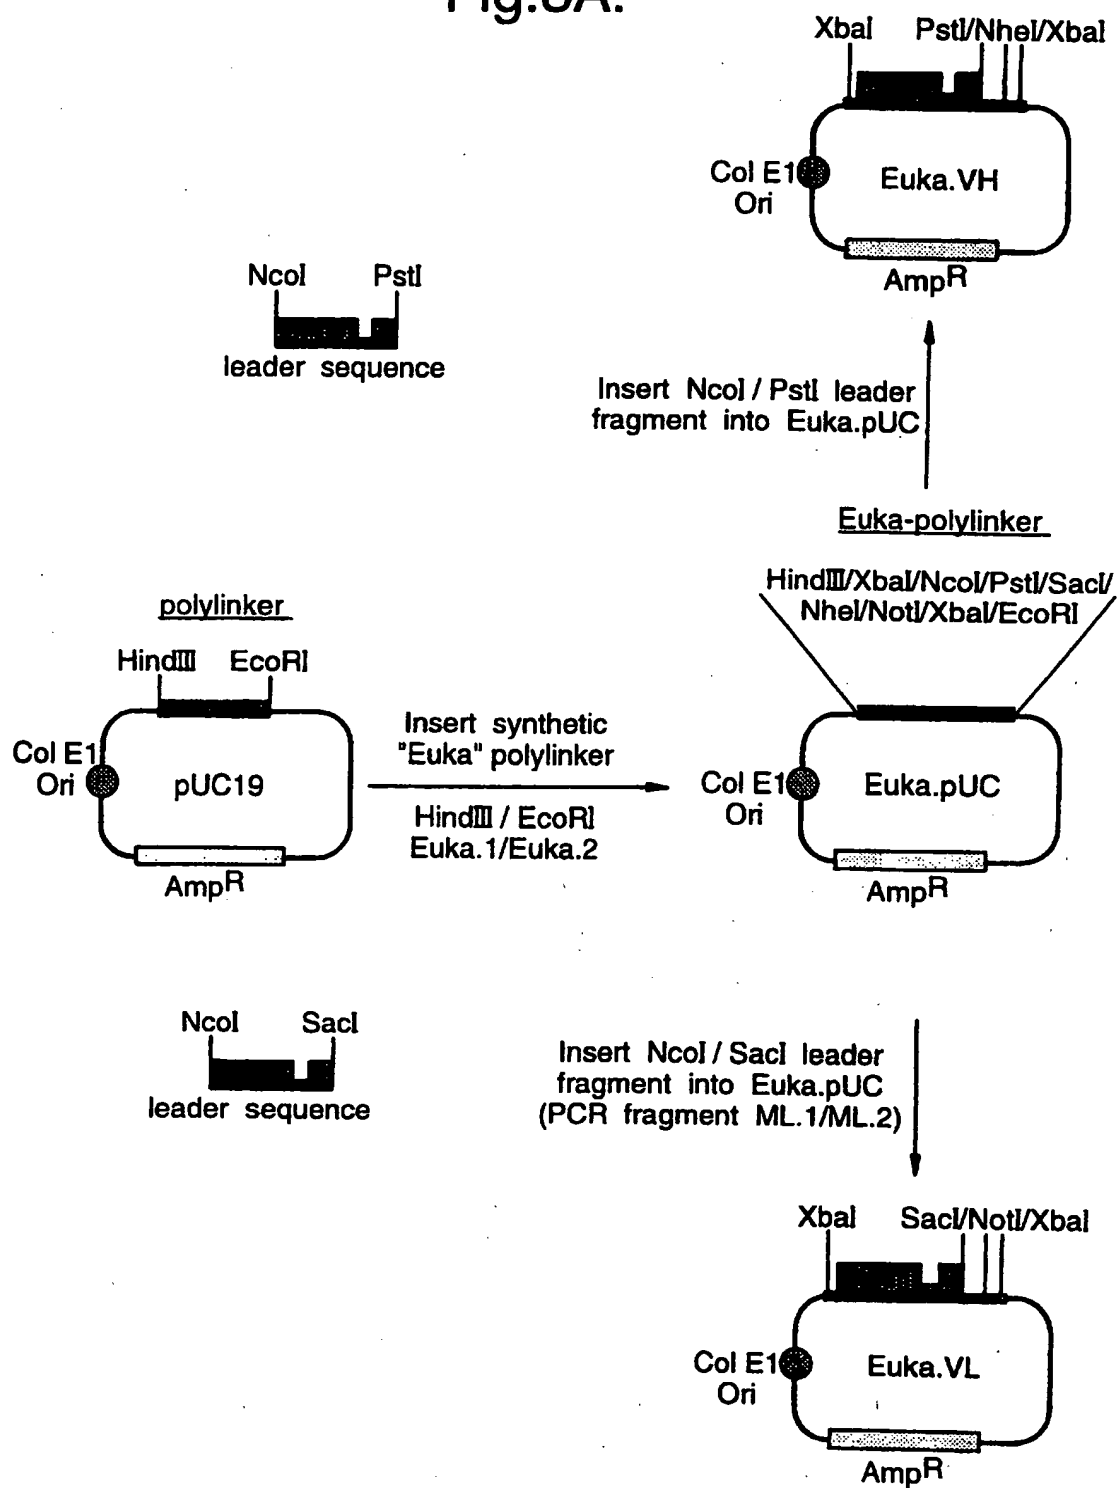 XbaI PstI/NheI/XbaI
Col E1
Ori
Euka.VH
AmpR
NcoI PstI
leader sequence
Insert NcoI / PstI leader
fragment into Euka.pUC
Euka-polylinker
HindIII/XbaI/NcoI/PstI/SacI/
NheI/NotI/XbaI/EcoRI
polylinker
HindIII EcoRI
Col E1
Ori
pUC19
AmpR
Insert synthetic
"Euka" polylinker
HindIII / EcoRI
Euka.1/Euka.2
Col E1
Ori
Euka.pUC
AmpR
NcoI SacI
leader sequence
Insert NcoI / SacI leader
fragment into Euka.pUC
(PCR fragment ML.1/ML.2)
XbaI SacI/NotI/XbaI
Col E1
Ori
Euka.VL
AmpR